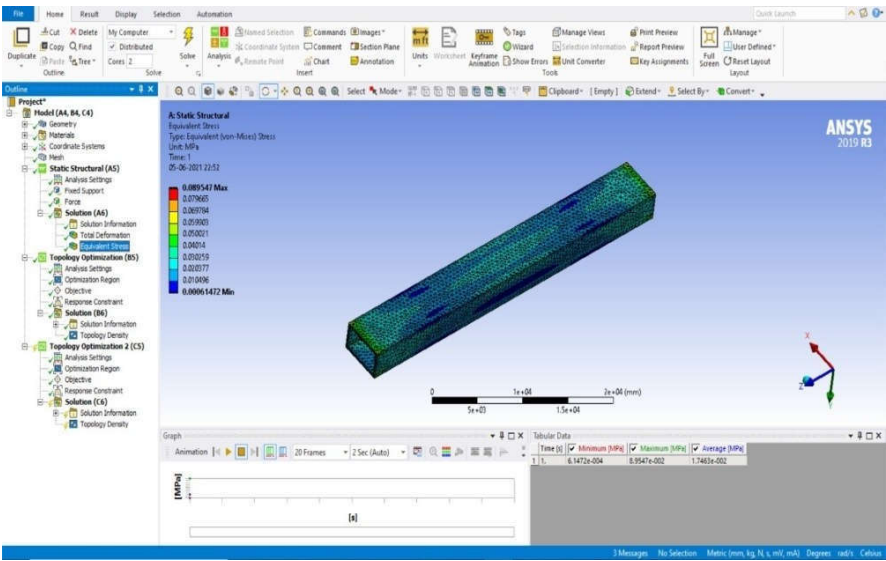 File Home Result Display Selection Automation Quick Launch
Duplicate Cut X Delete My Computer Solve Analysis Named Selection Commands Images Units Worksheet Keyframe Animation Tags Manage Views Print Preview Full Screen Manage
Copy Find Distributed Coordinate System Comment Section Plane Wizard Selection Information Report Preview User Defined
Paste Tree Cores 2 Remote Point Chart Annotation Show Errors Unit Converter Key Assignments Reset Layout
Outline Solve Insert Tools Layout
Outline
Select Mode Clipboard [ Empty ] Extend Select By Convert
Project*
Model (A4, B4, C4)
Geometry
Materials
Coordinate Systems
Mesh
Static Structural (A5)
Analysis Settings
Fixed Support
Force
Solution (A6)
Solution Information
Total Deformation
Equivalent Stress
Topology Optimization (B5)
Analysis Settings
Optimization Region
Objective
Response Constraint
Solution (B6)
Solution Information
Topology Density
Topology Optimization 2 (C5)
Analysis Settings
Optimization Region
Objective
Response Constraint
Solution (C6)
Solution Information
Topology Density
A: Static Structural
Equivalent Stress
Type: Equivalent (von-Mises) Stress
Unit: MPa
Time: 1
05-06-2021 22:52
0.089547 Max
0.079665
0.069784
0.059903
0.050021
0.04014
0.030259
0.020377
0.010496
0.00061472 Min
ANSYS
2019 R3
X
Y
Z
0 1e+04 2e+04 (mm)
5e+03 1.5e+04
Graph
Animation 20 Frames 2 Sec (Auto)
[MPa]
[s]
Tabular Data
Time [s] Minimum [MPa] Maximum [MPa] Average [MPa]
1 1. 6.1472e-004 8.9547e-002 1.7463e-002
3 Messages No Selection Metric (mm, kg, N, s, mV, mA) Degrees rad/s Celsius